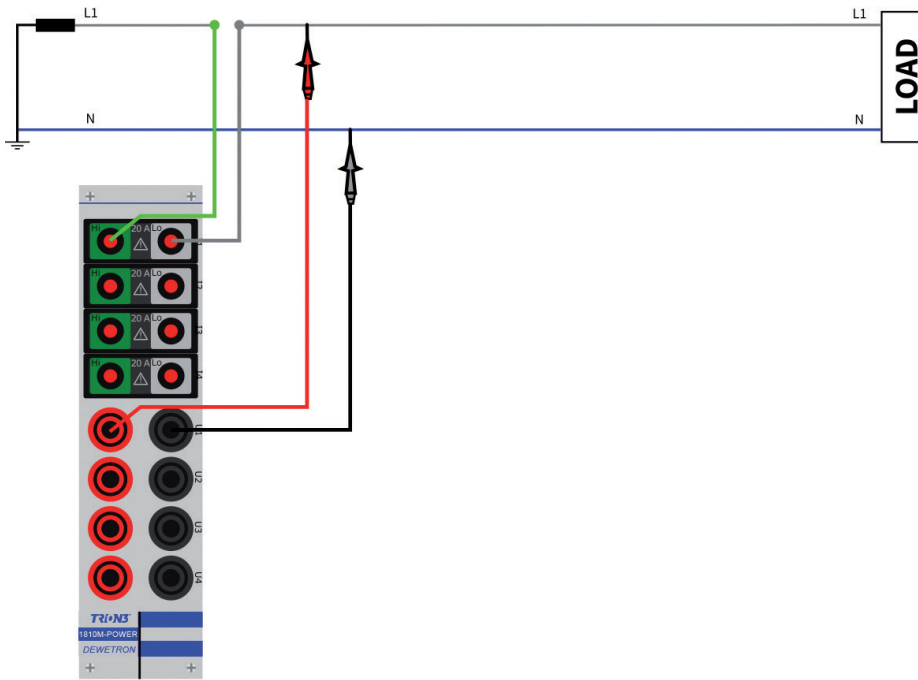 L1
L1
LOAD
N
N
Hi 20 A Lo
Hi 20 A Lo I2
Hi 20 A Lo I3
Hi 20 A Lo I4
U1
U2
U3
U4
TRION3™
1810M-POWER
DEWETRON